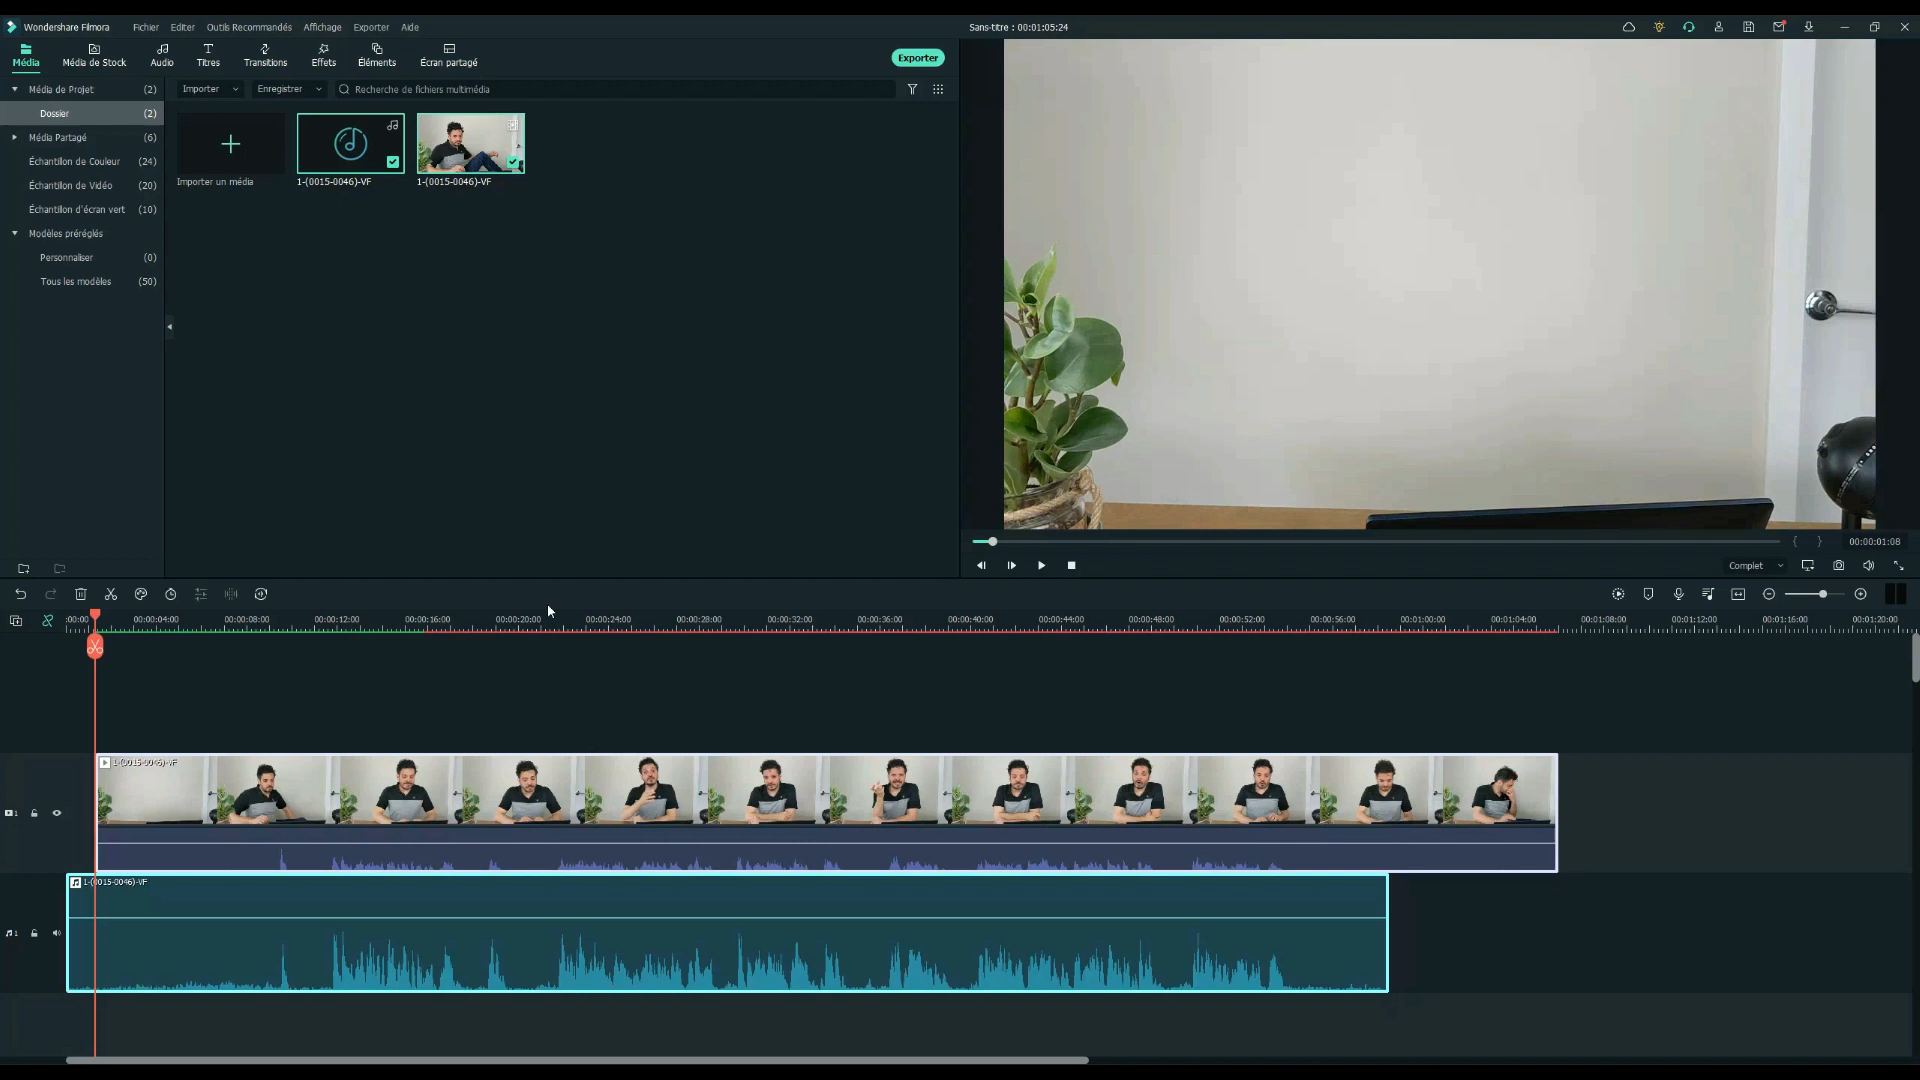 Wondershare Filmora Fichier Editer Outils Recommandés Affichage Exporter Aide
Sans-titre : 00:01:05:24
Média Média de Stock Audio Titres Transitions Effets Éléments Écran partagé
Exporter
Média de Projet (2)
Dossier (2)
Média Partagé (6)
Échantillon de Couleur (24)
Échantillon de Vidéo (20)
Échantillon d'écran vert (10)
Modèles préréglés
Personnaliser (0)
Tous les modèles (50)
Importer Enregistrer Recherche de fichiers multimédia
Importer un média 1-(0015-0046)-VF 1-(0015-0046)-VF
{ } 00:00:01:08
Complet
:00:00 00:00:04:00 00:00:08:00 00:00:12:00 00:00:16:00 00:00:20:00 00:00:24:00 00:00:28:00 00:00:32:00 00:00:36:00 00:00:40:00 00:00:44:00 00:00:48:00 00:00:52:00 00:00:56:00 00:01:00:00 00:01:04:00 00:01:08:00 00:01:12:00 00:01:16:00 00:01:20:00
1-(0015-0046)-VF
1
1-(0015-0046)-VF
1